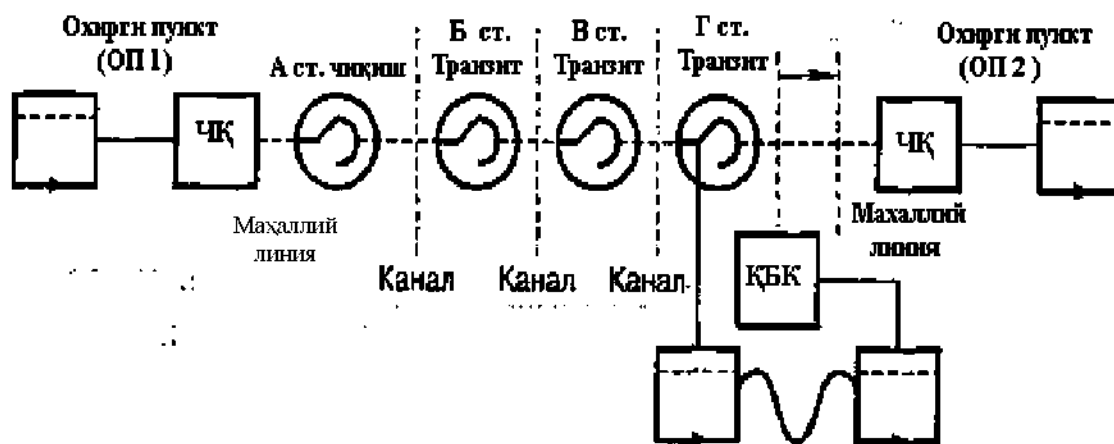 Охирги пункт
(ОП 1)
А ст. чиқиш
Б ст.
Транзит
В ст.
Транзит
Г ст.
Транзит
Охирги пункт
(ОП 2 )
ЧҚ
ЧҚ
Маҳаллий
линия
Махаллий
линия
Канал
Канал
Канал
ҚБК